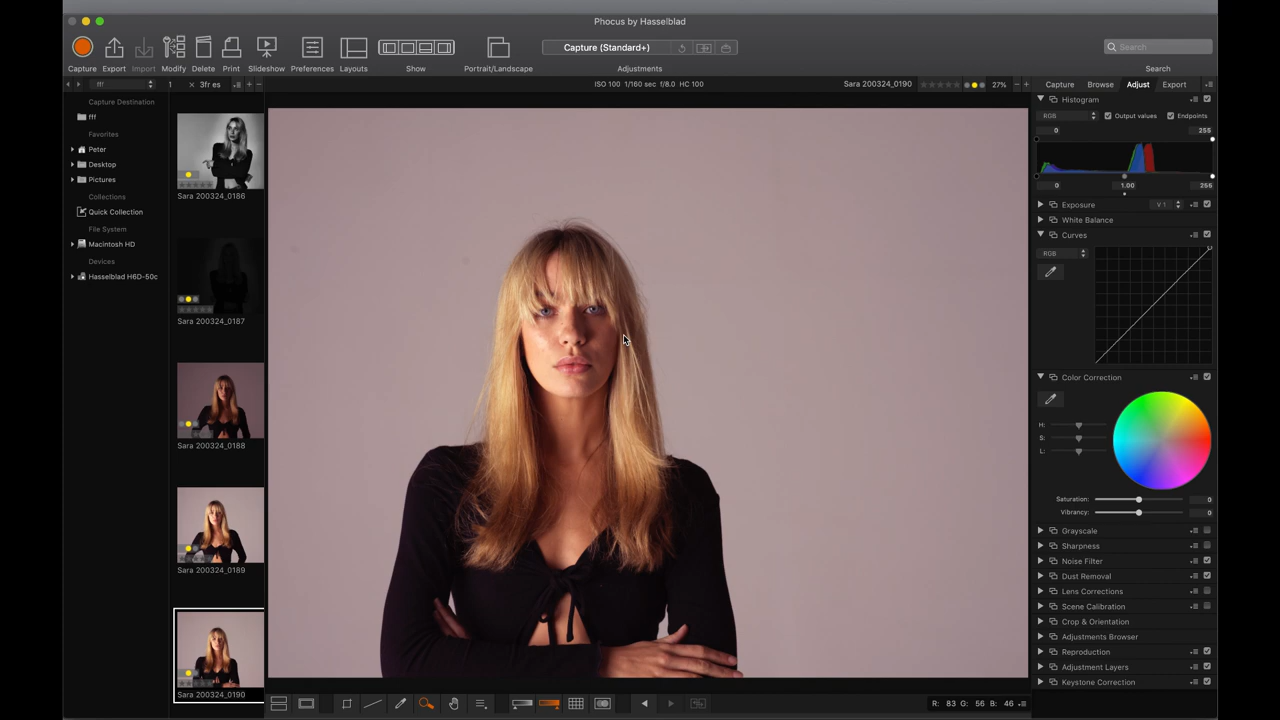 Phocus by Hasselblad
Capture Export Import Modify Delete Print Slideshow Preferences Layouts Show Portrait/Landscape
Capture (Standard+)
Adjustments
Search
Search
fff 1 × 3fr es
ISO 100 1/160 sec f/8.0 HC 100
Sara 200324_0190
27%
Capture Browse Adjust Export
Capture Destination
fff
Favorites
Peter
Desktop
Pictures
Collections
Quick Collection
File System
Macintosh HD
Devices
Hasselblad H6D-50c
Sara 200324_0186
Sara 200324_0187
Sara 200324_0188
Sara 200324_0189
Sara 200324_0190
Histogram
RGB Output values Endpoints
0 255
0 1.00 255
Exposure V 1
White Balance
Curves
RGB
Color Correction
H:
S:
L:
Saturation: 0
Vibrancy: 0
Grayscale
Sharpness
Noise Filter
Dust Removal
Lens Corrections
Scene Calibration
Crop & Orientation
Adjustments Browser
Reproduction
Adjustment Layers
Keystone Correction
R: 83 G: 56 B: 46